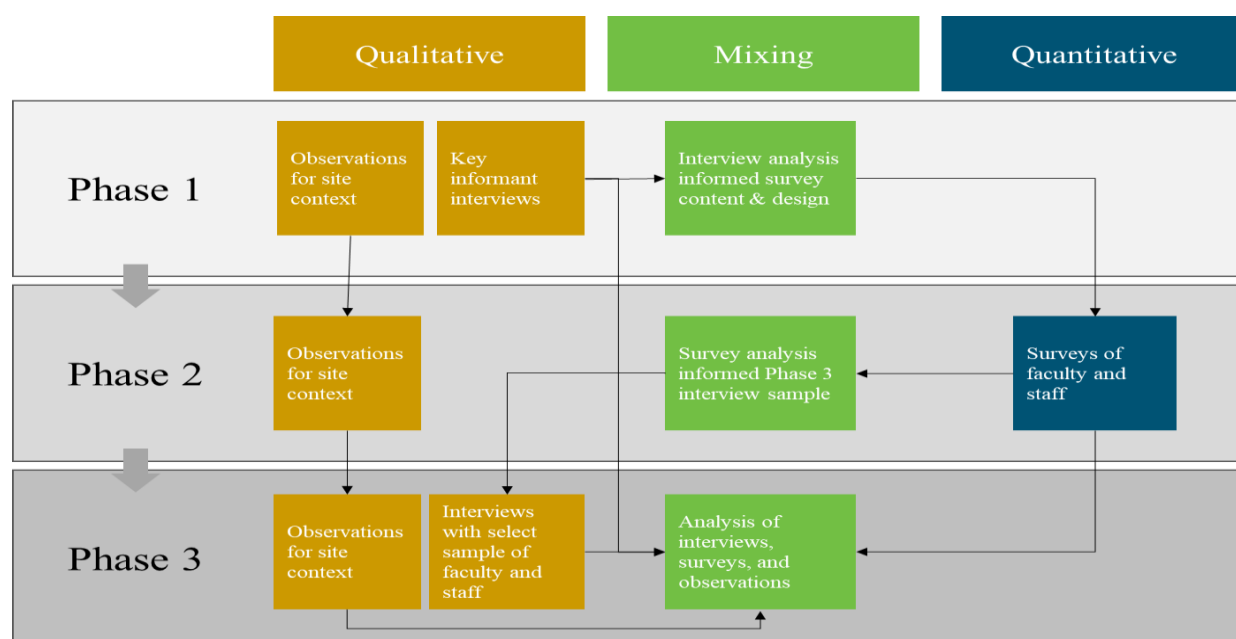 Qualitative
Mixing
Quantitative
Phase 1
Observations
for site
context
Key
informant
interviews
Interview analysis
informed survey
content & design
Phase 2
Observations
for site
context
Survey analysis
informed Phase 3
interview sample
Surveys of
faculty and
staff
Phase 3
Observations
for site
context
Interviews
with select
sample of
faculty and
staff
Analysis of
interviews,
surveys, and
observations